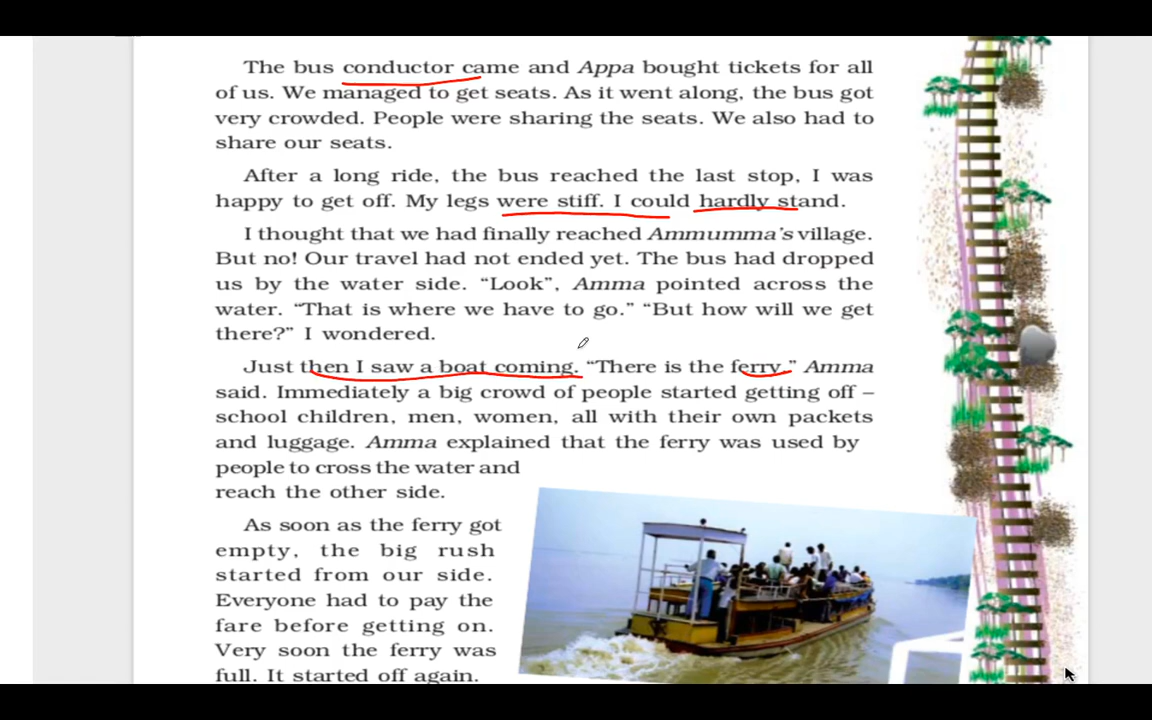 The bus conductor came and Appa bought tickets for all
of us. We managed to get seats. As it went along, the bus got
very crowded. People were sharing the seats. We also had to
share our seats.
After a long ride, the bus reached the last stop, I was
happy to get off. My legs were stiff. I could hardly stand.
I thought that we had finally reached Ammumma's village.
But no! Our travel had not ended yet. The bus had dropped
us by the water side. “Look”, Amma pointed across the
water. “That is where we have to go.” “But how will we get
there?” I wondered.
Just then I saw a boat coming. “There is the ferry.” Amma
said. Immediately a big crowd of people started getting off –
school children, men, women, all with their own packets
and luggage. Amma explained that the ferry was used by
people to cross the water and
reach the other side.
As soon as the ferry got
empty, the big rush
started from our side.
Everyone had to pay the
fare before getting on.
Very soon the ferry was
full. It started off again.